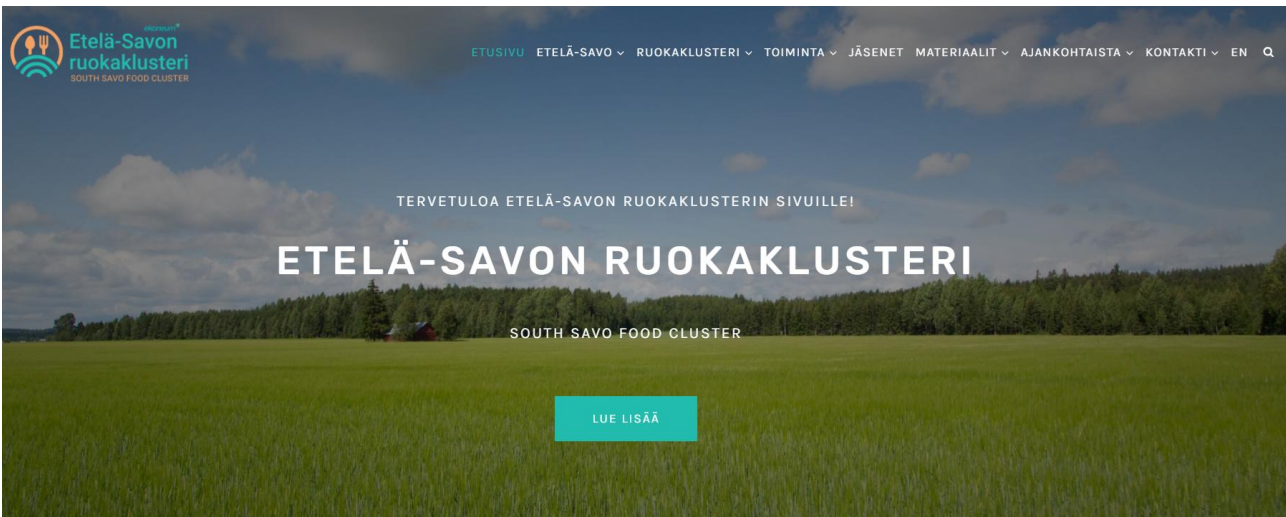 ekoneum
Etelä-Savon
ruokaklusteri
SOUTH SAVO FOOD CLUSTER
ETUSIVU ETELÄ-SAVO RUOKAKLUSTERI TOIMINTA JÄSENET MATERIAALIT AJANKOHTAISTA KONTAKTI EN
TERVETULOA ETELÄ-SAVON RUOKAKLUSTERIN SIVUILLE!
ETELÄ-SAVON RUOKAKLUSTERI
SOUTH SAVO FOOD CLUSTER
LUE LISÄÄ